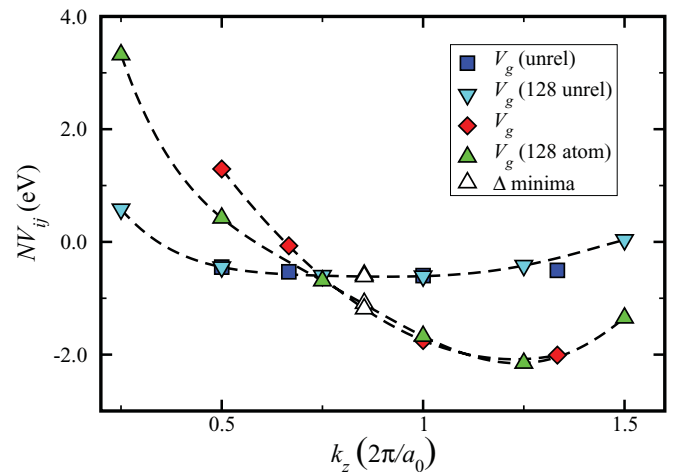 4.0
2.0
0.0
-2.0
NV_ij (eV)
V_g (unrel)
V_g (128 unrel)
V_g
V_g (128 atom)
Δ minima
0.5
1
1.5
k_z (2π/a_0)